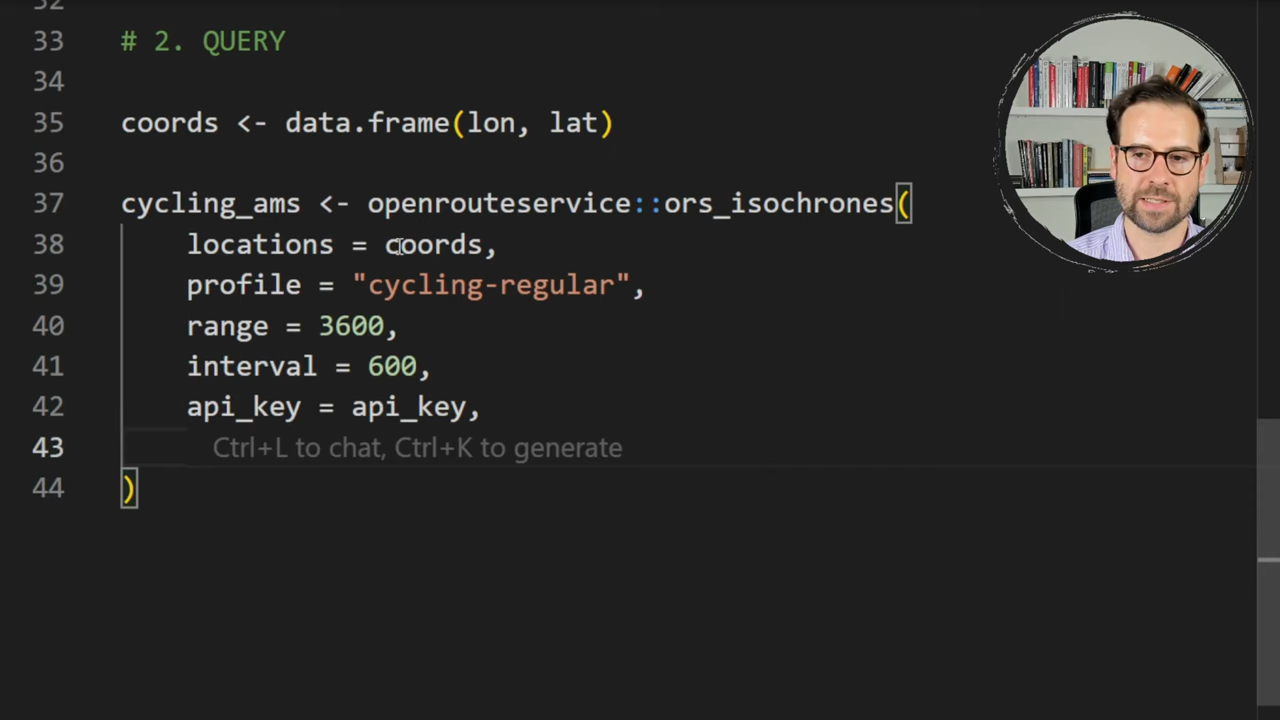 32
33 # 2. QUERY
34
35 coords <- data.frame(lon, lat)
36
37 cycling_ams <- openrouteservice::ors_isochrones(
38 locations = coords,
39 profile = "cycling-regular",
40 range = 3600,
41 interval = 600,
42 api_key = api_key,
43 Ctrl+L to chat, Ctrl+K to generate
44 )